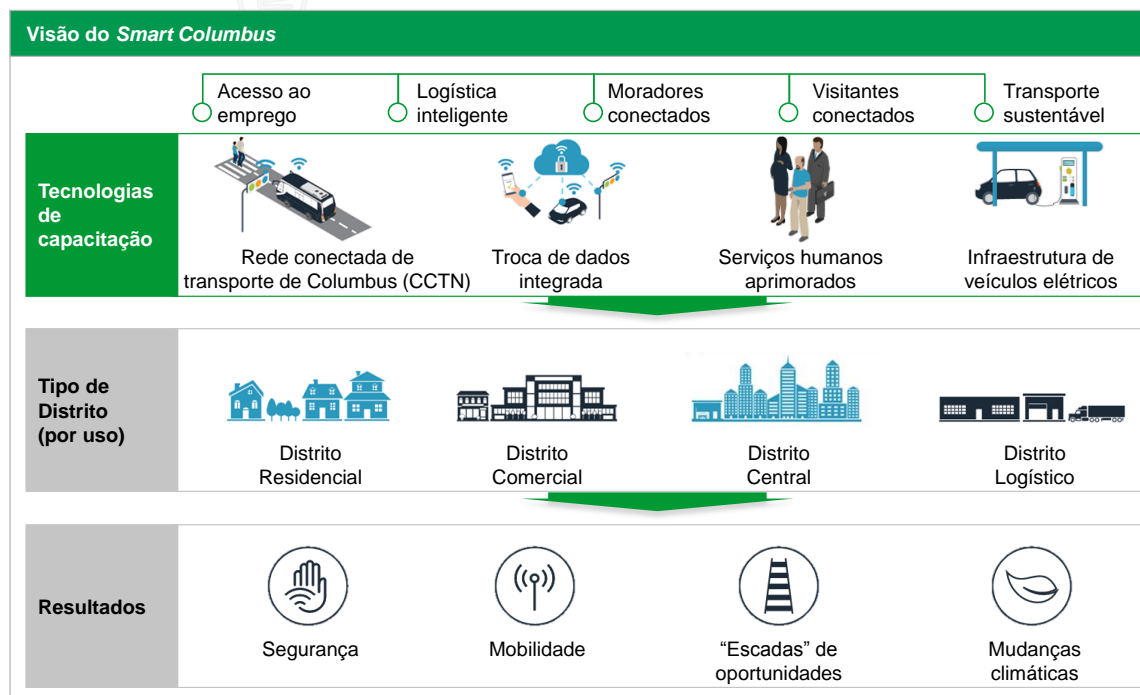 Visão do Smart Columbus
Acesso ao
emprego
Logística
inteligente
Moradores
conectados
Visitantes
conectados
Transporte
sustentável
Tecnologias
de
capacitação
Rede conectada de
transporte de Columbus (CCTN)
Troca de dados
integrada
Serviços humanos
aprimorados
Infraestrutura de
veículos elétricos
Tipo de
Distrito
(por uso)
Distrito
Residencial
Distrito
Comercial
Distrito
Central
Distrito
Logístico
Resultados
Segurança
Mobilidade
“Escadas” de
oportunidades
Mudanças
climáticas